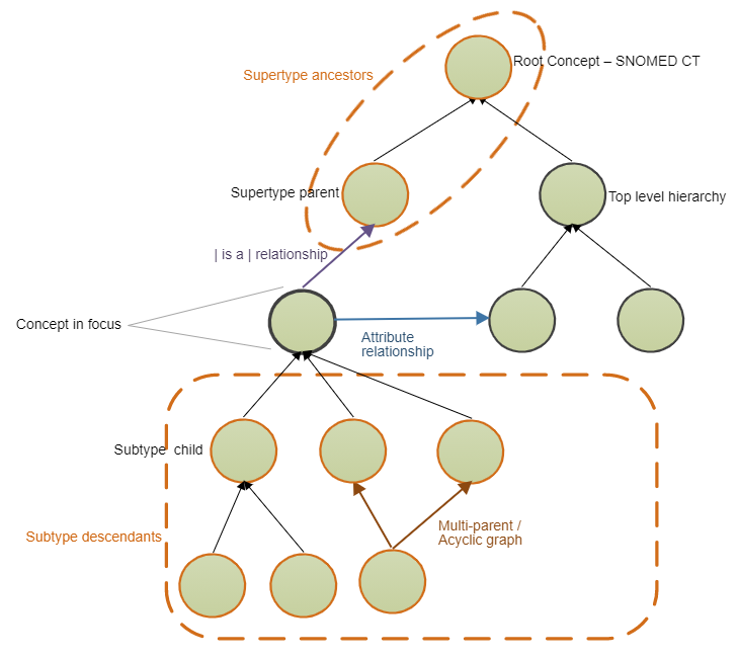 Root Concept – SNOMED CT
Supertype ancestors
Supertype parent
Top level hierarchy
| is a | relationship
Concept in focus
Attribute
relationship
Subtype child
Multi-parent /
Acyclic graph
Subtype descendants